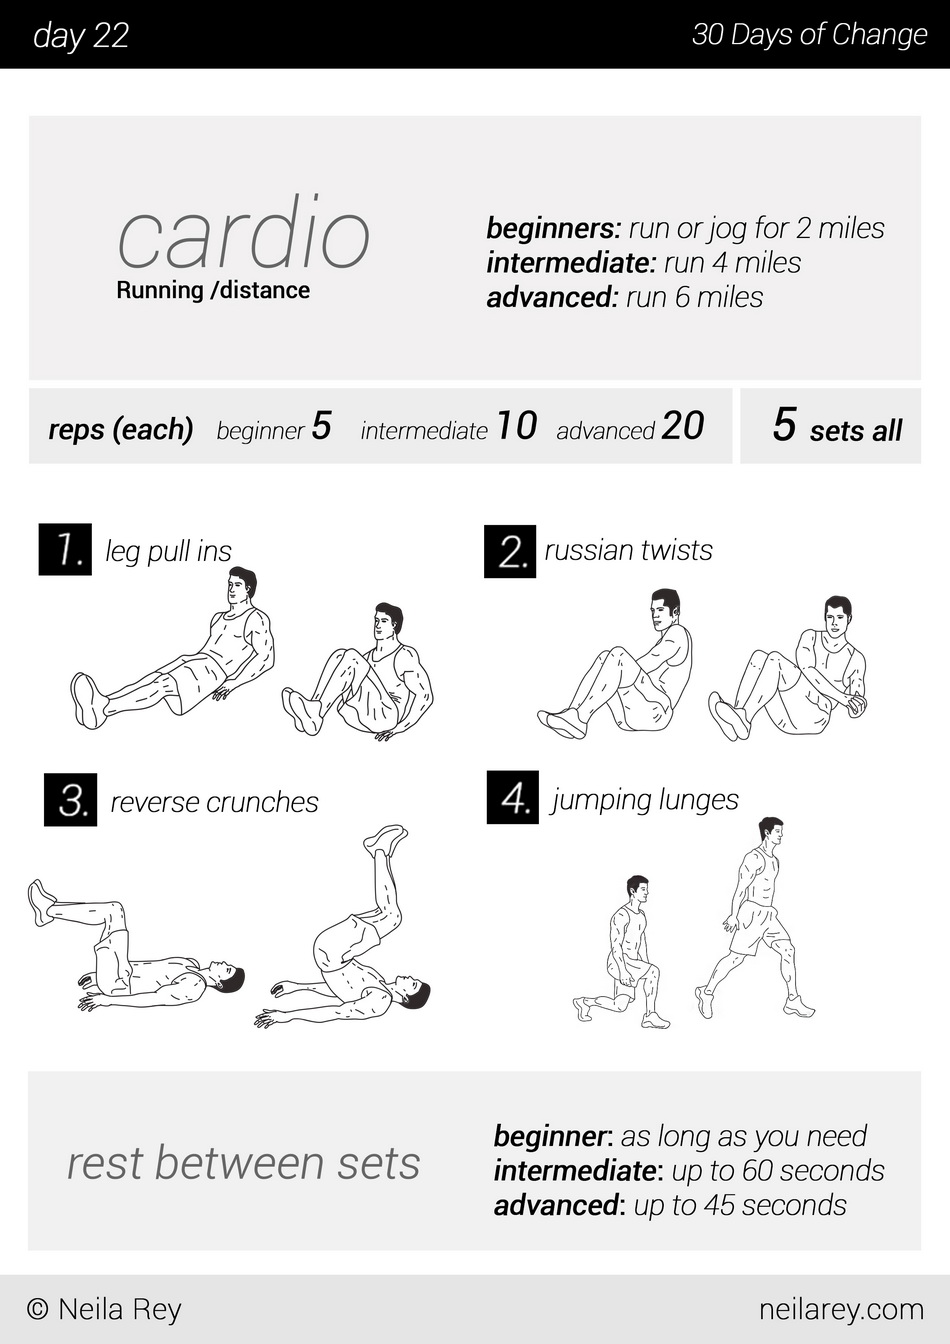 day 22
30 Days of Change
cardio
Running /distance
beginners: run or jog for 2 miles
intermediate: run 4 miles
advanced: run 6 miles
reps (each) beginner 5 intermediate 10 advanced 20
5 sets all
1. leg pull ins
2. russian twists
3. reverse crunches
4. jumping lunges
rest between sets
beginner: as long as you need
intermediate: up to 60 seconds
advanced: up to 45 seconds
© Neila Rey
neilarey.com